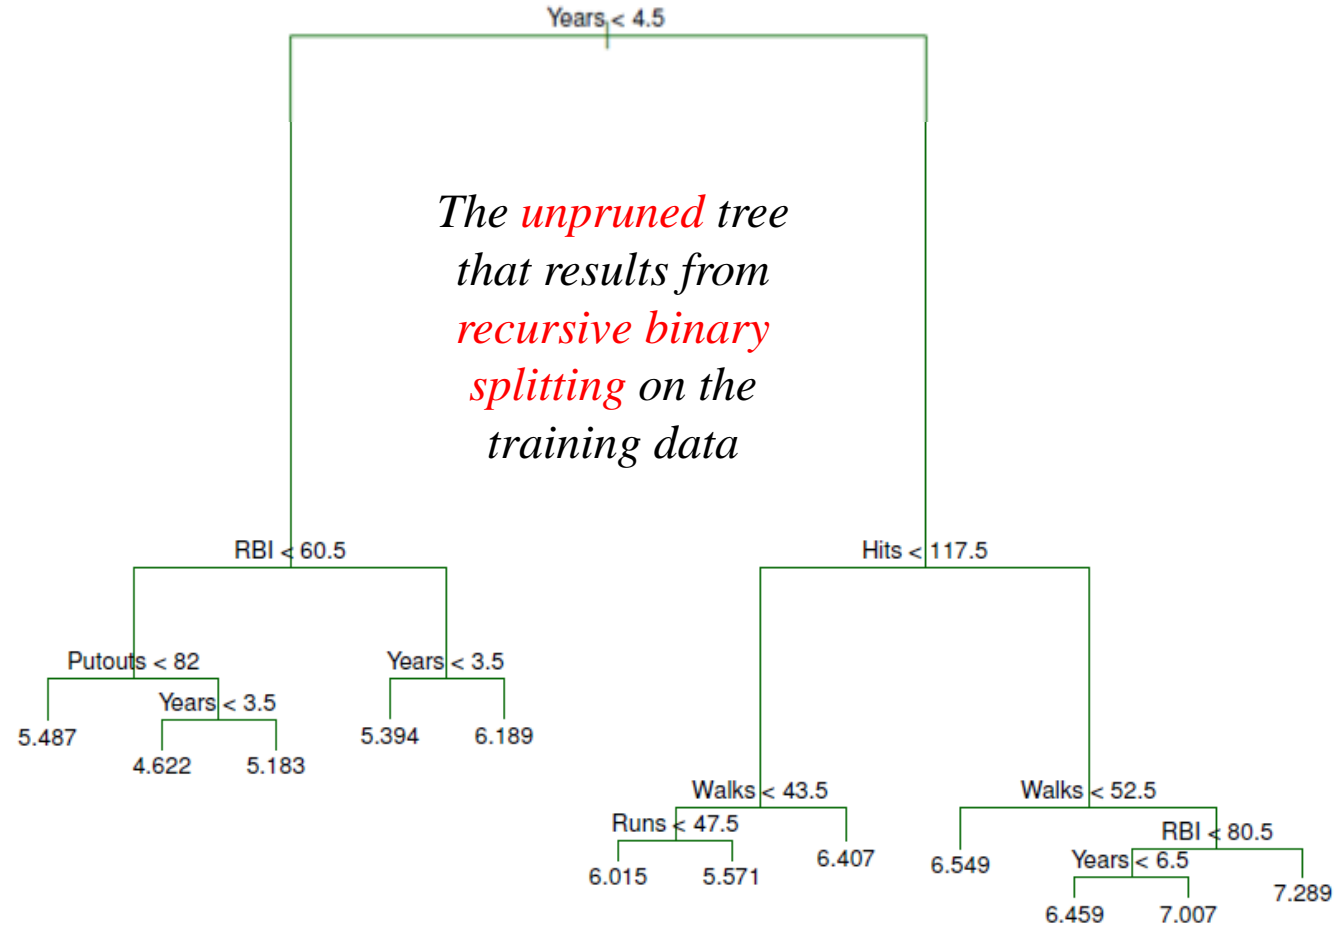 Years < 4.5
The unpruned tree
that results from
recursive binary
splitting on the
training data
RBI < 60.5
Hits < 117.5
Putouts < 82
Years < 3.5
Years < 3.5
5.487
4.622
5.183
5.394
6.189
Walks < 43.5
Walks < 52.5
Runs < 47.5
RBI < 80.5
6.015
5.571
6.407
6.549
Years < 6.5
7.289
6.459
7.007